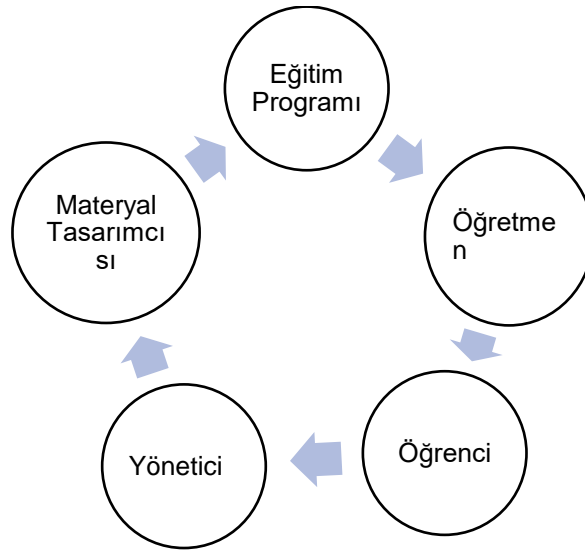 Eğitim
Programı
Öğretme
n
Öğrenci
Yönetici
Materyal
Tasarımcı
sı